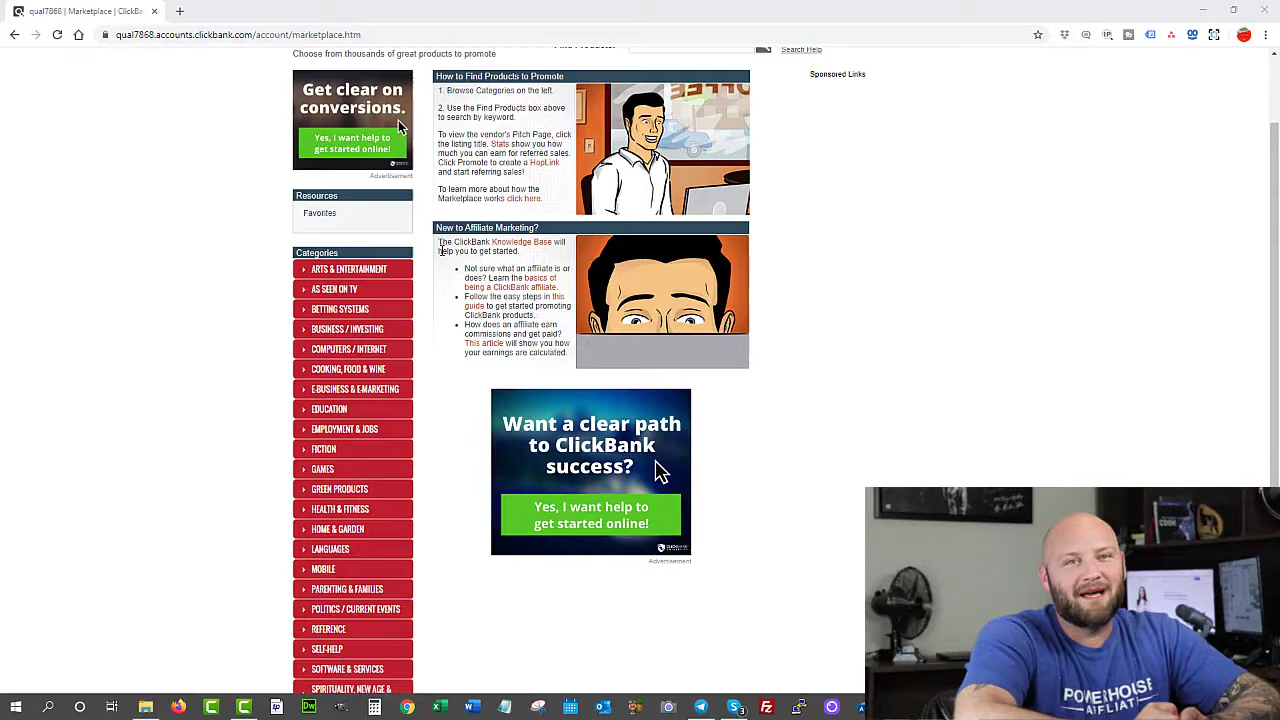 qual7868 | Marketplace | ClickBa
qual7868.accounts.clickbank.com/account/marketplace.htm
Choose from thousands of great products to promote
Search Help
Sponsored Links
Get clear on
conversions.
Yes, I want help to
get started online!
Advertisement
Resources
Favorites
Categories
ARTS & ENTERTAINMENT
AS SEEN ON TV
BETTING SYSTEMS
BUSINESS / INVESTING
COMPUTERS / INTERNET
COOKING, FOOD & WINE
E-BUSINESS & E-MARKETING
EDUCATION
EMPLOYMENT & JOBS
FICTION
GAMES
GREEN PRODUCTS
HEALTH & FITNESS
HOME & GARDEN
LANGUAGES
MOBILE
PARENTING & FAMILIES
POLITICS / CURRENT EVENTS
REFERENCE
SELF-HELP
SOFTWARE & SERVICES
SPIRITUALITY, NEW AGE &
How to Find Products to Promote
1. Browse Categories on the left.
2. Use the Find Products box above
to search by keyword.
To view the vendor's Pitch Page, click
the listing title. Stats show you how
much you can earn for referred sales.
Click Promote to create a HopLink
and start referring sales!
To learn more about how the
Marketplace works click here.
COFFEE
New to Affiliate Marketing?
The ClickBank Knowledge Base will
help you to get started.
Not sure what an affiliate is or
does? Learn the basics of
being a ClickBank affiliate.
Follow the easy steps in this
guide to get started promoting
ClickBank products.
How does an affiliate earn
commissions and get paid?
This article will show you how
your earnings are calculated.
Want a clear path
to ClickBank
success?
Yes, I want help to
get started online!
CLICKBANK
Advertisement
COOK
POWERHOUSE
AFFILIATE
Dw